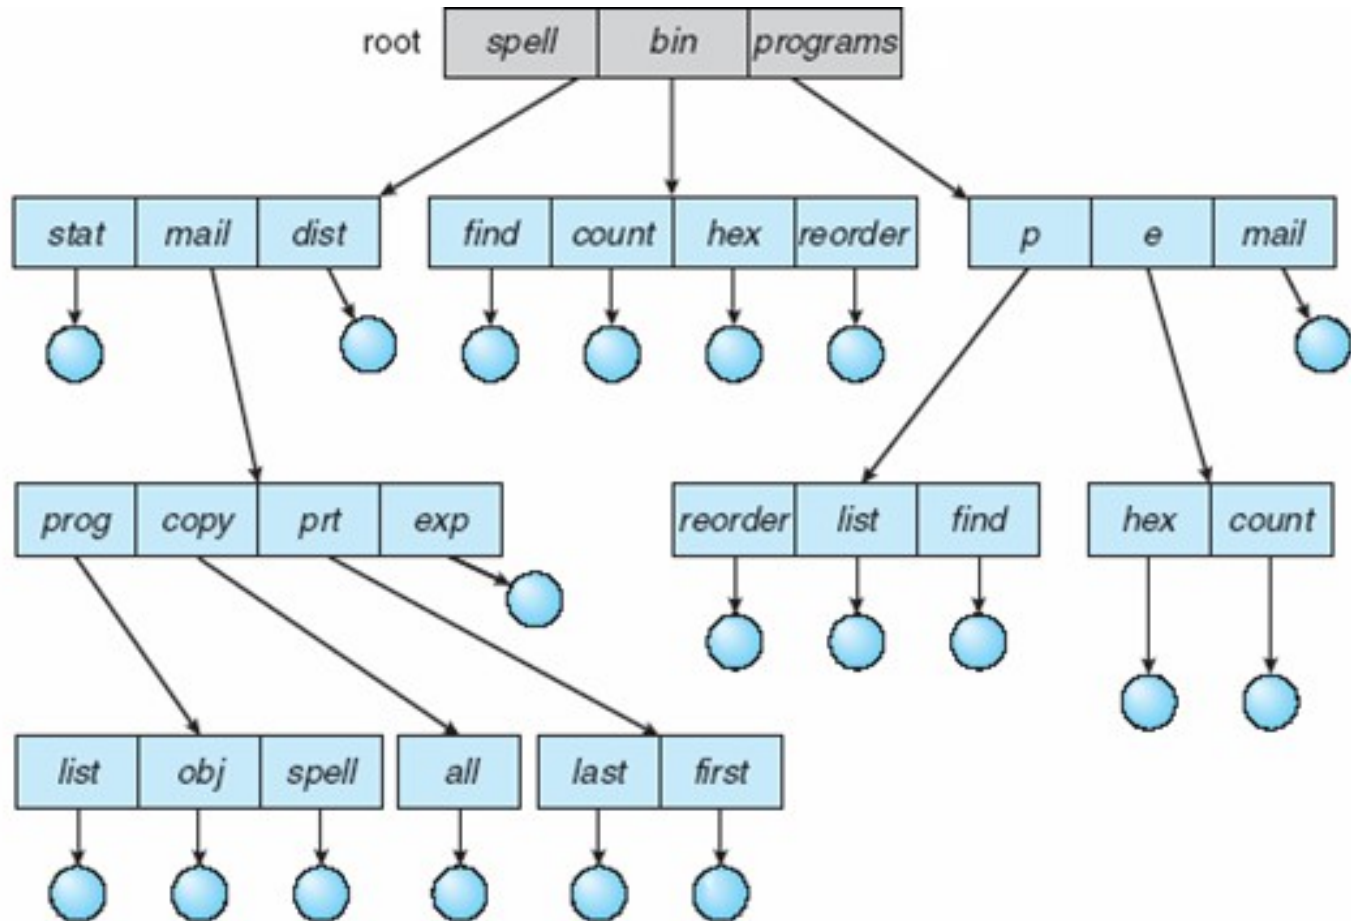 root spell bin programs
stat mail dist find count hex reorder p e mail
prog copy prt exp reorder list find hex count
list obj spell all last first